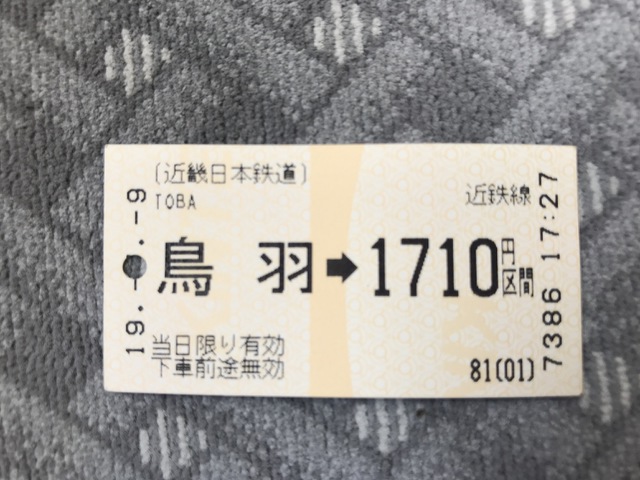 (近畿日本鉄道)
TOBA
近鉄線
鳥 羽➡1710円区間
当日限り有効
下車前途無効
81(01)
19.-.-9
7386 17:27